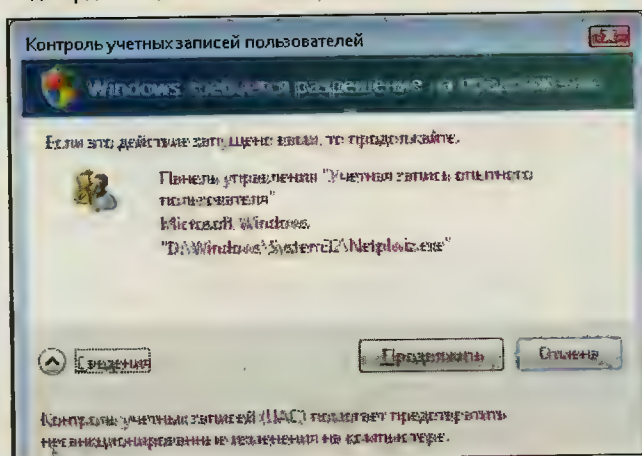 Контроль учетных записей пользователей
Windows необходимо разрешение на продолжение
Если это действие запущено вами, то продолжайте.
Панель управления "Учетная запись опытного
пользователя"
Microsoft Windows
"D:\Windows\System32\Netplwiz.exe"
Сведения
Продолжить
Отмена
Контроль учетных записей (UAC) помогает предотвратить
несанкционированные изменения на компьютере.